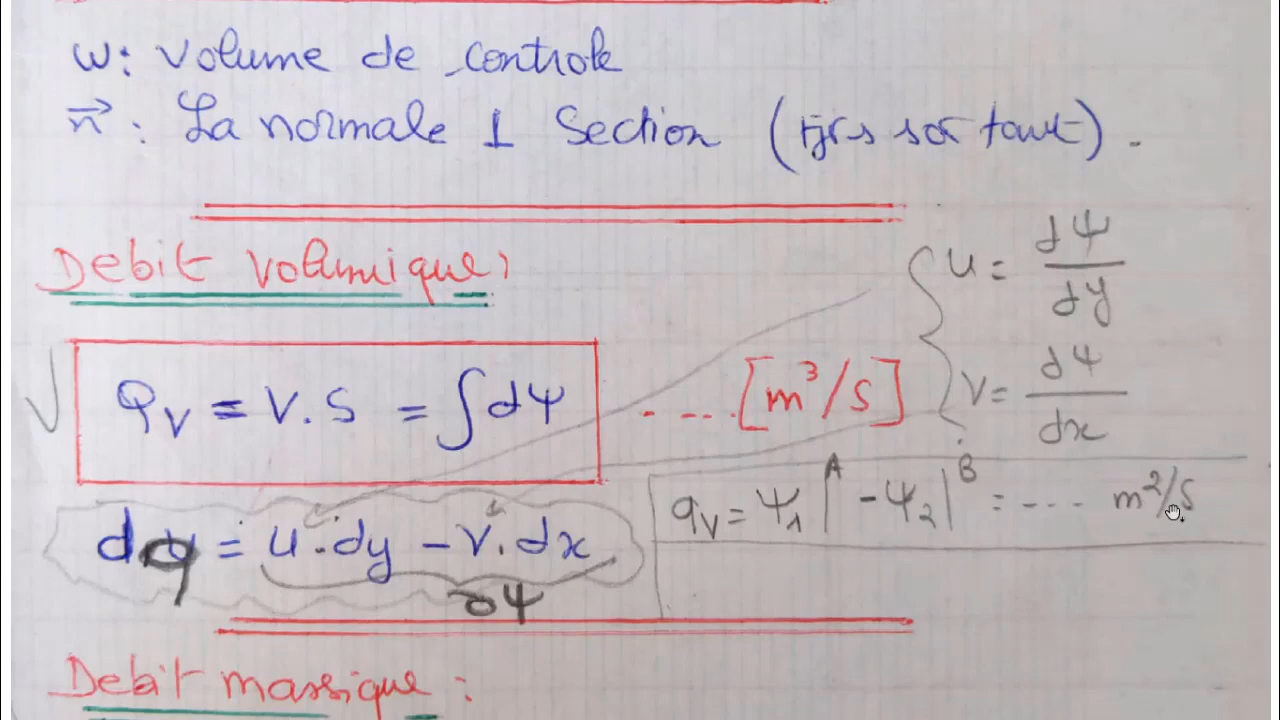 ω: volume de controle
n⃗ : La normale ⊥ Section (tjrs sortant).
Debit volumique:
u = dΨ/dy
v = dΨ/dx
Qv = V.S = ∫dΨ ..... [m³/s]
qv = Ψ₁|ᴬ - Ψ₂|ᴮ = .... m²/s
dq = u.dy - v.dx
∂Ψ
Debit massique :